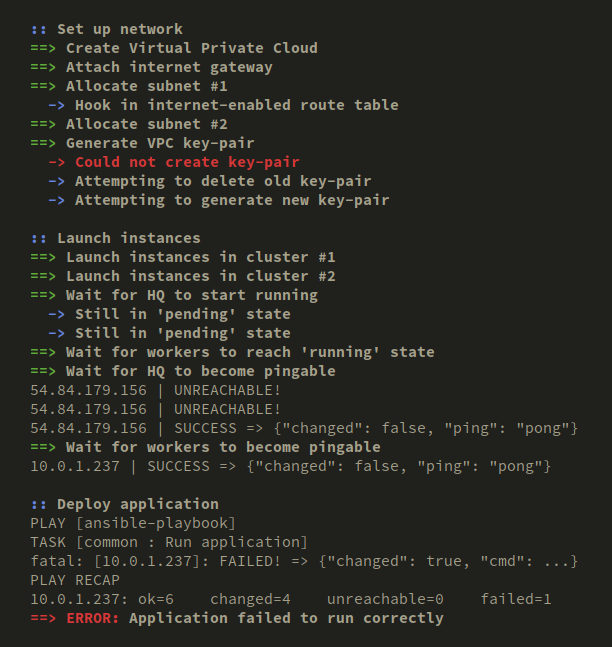 :: Set up network
==> Create Virtual Private Cloud
==> Attach internet gateway
==> Allocate subnet #1
  -> Hook in internet-enabled route table
==> Allocate subnet #2
==> Generate VPC key-pair
  -> Could not create key-pair
  -> Attempting to delete old key-pair
  -> Attempting to generate new key-pair

:: Launch instances
==> Launch instances in cluster #1
==> Launch instances in cluster #2
==> Wait for HQ to start running
  -> Still in 'pending' state
  -> Still in 'pending' state
==> Wait for workers to reach 'running' state
==> Wait for HQ to become pingable
54.84.179.156 | UNREACHABLE!
54.84.179.156 | UNREACHABLE!
54.84.179.156 | SUCCESS => {"changed": false, "ping": "pong"}
==> Wait for workers to become pingable
10.0.1.237 | SUCCESS => {"changed": false, "ping": "pong"}

:: Deploy application
PLAY [ansible-playbook]
TASK [common : Run application]
fatal: [10.0.1.237]: FAILED! => {"changed": true, "cmd": ...}
PLAY RECAP
10.0.1.237: ok=6    changed=4    unreachable=0    failed=1
==> ERROR: Application failed to run correctly